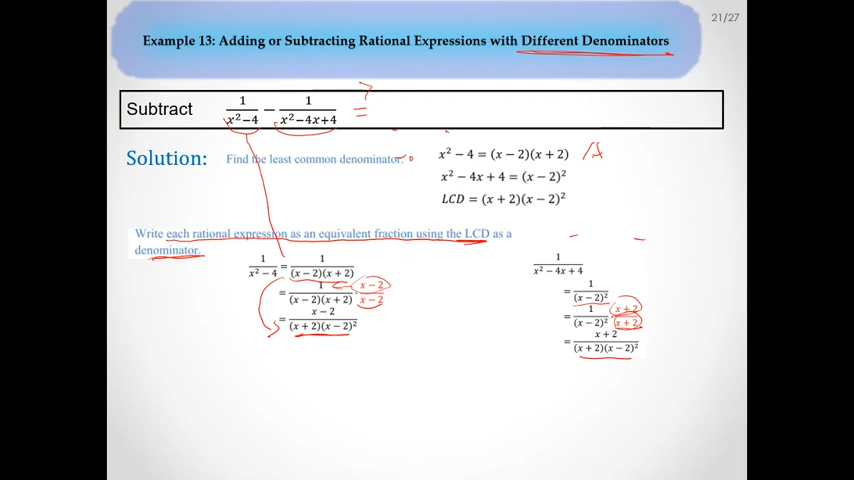 21/27
Example 13: Adding or Subtracting Rational Expressions with Different Denominators
Subtract 1/(x²−4) − 1/(x²−4x+4) = ?
Solution: Find the least common denominator.
x² − 4 = (x − 2)(x + 2)
x² − 4x + 4 = (x − 2)²
LCD = (x + 2)(x − 2)²
Write each rational expression as an equivalent fraction using the LCD as a
denominator.
1/(x² − 4) = 1/((x − 2)(x + 2))
= 1/((x − 2)(x + 2)) · (x − 2)/(x − 2)
= (x − 2)/((x + 2)(x − 2)²)
1/(x² − 4x + 4)
= 1/(x − 2)²
= 1/(x − 2)² · (x + 2)/(x + 2)
= (x + 2)/((x + 2)(x − 2)²)